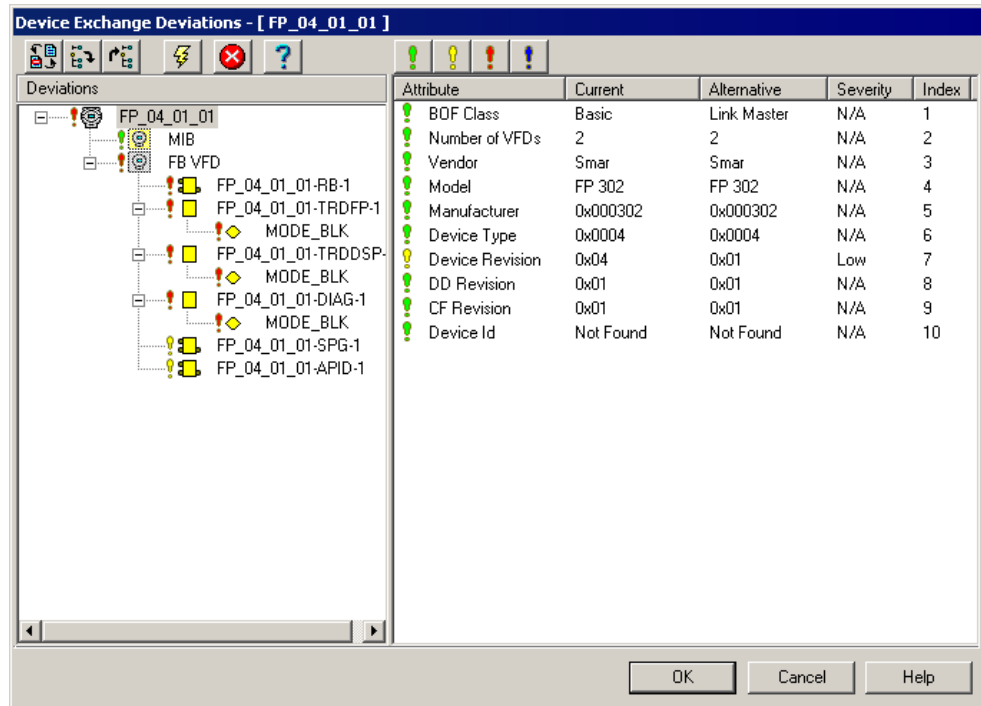 Device Exchange Deviations - [ FP_04_01_01 ]
Deviations
FP_04_01_01
MIB
FB VFD
FP_04_01_01-RB-1
FP_04_01_01-TRDFP-1
MODE_BLK
FP_04_01_01-TRDDSP-
MODE_BLK
FP_04_01_01-DIAG-1
MODE_BLK
FP_04_01_01-SPG-1
FP_04_01_01-APID-1
Attribute Current Alternative Severity Index
BOF Class Basic Link Master N/A 1
Number of VFDs 2 2 N/A 2
Vendor Smar Smar N/A 3
Model FP 302 FP 302 N/A 4
Manufacturer 0x000302 0x000302 N/A 5
Device Type 0x0004 0x0004 N/A 6
Device Revision 0x04 0x01 Low 7
DD Revision 0x01 0x01 N/A 8
CF Revision 0x01 0x01 N/A 9
Device Id Not Found Not Found N/A 10
OK Cancel Help